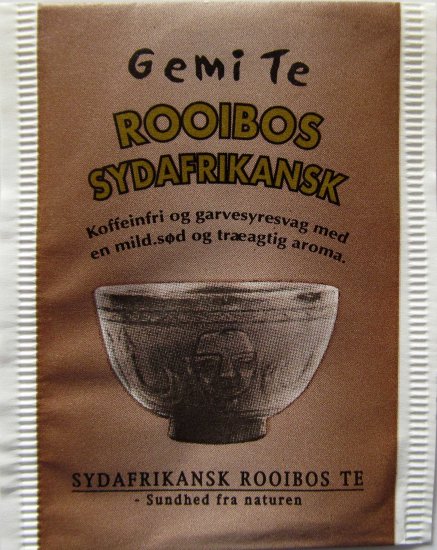 Gemi Te
ROOIBOS
SYDAFRIKANSK
Koffeinfri og garvesyresvag med
en mild.sød og træagtig aroma.
SYDAFRIKANSK ROOIBOS TE
- Sundhed fra naturen